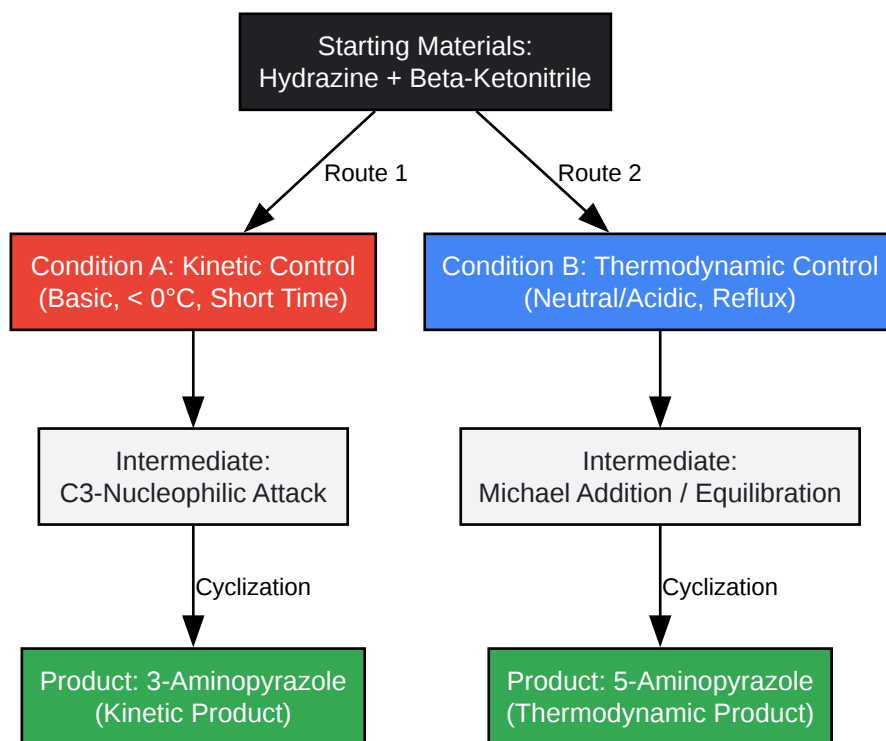 Starting Materials:
Hydrazine + Beta-Ketonitrile
Route 1
Route 2
Condition A: Kinetic Control
(Basic, < 0°C, Short Time)
Condition B: Thermodynamic Control
(Neutral/Acidic, Reflux)
Intermediate:
C3-Nucleophilic Attack
Intermediate:
Michael Addition / Equilibration
Cyclization
Cyclization
Product: 3-Aminopyrazole
(Kinetic Product)
Product: 5-Aminopyrazole
(Thermodynamic Product)